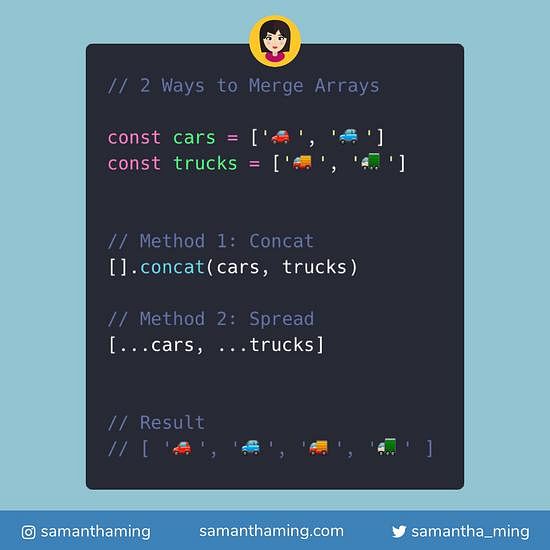 // 2 Ways to Merge Arrays
const cars = ['🚗', '🚙']
const trucks = ['🚚', '🚛']
// Method 1: Concat
[].concat(cars, trucks)
// Method 2: Spread
[...cars, ...trucks]
// Result
// [ '🚗', '🚙', '🚚', '🚛' ]
samanthaming samanthaming.com samantha_ming